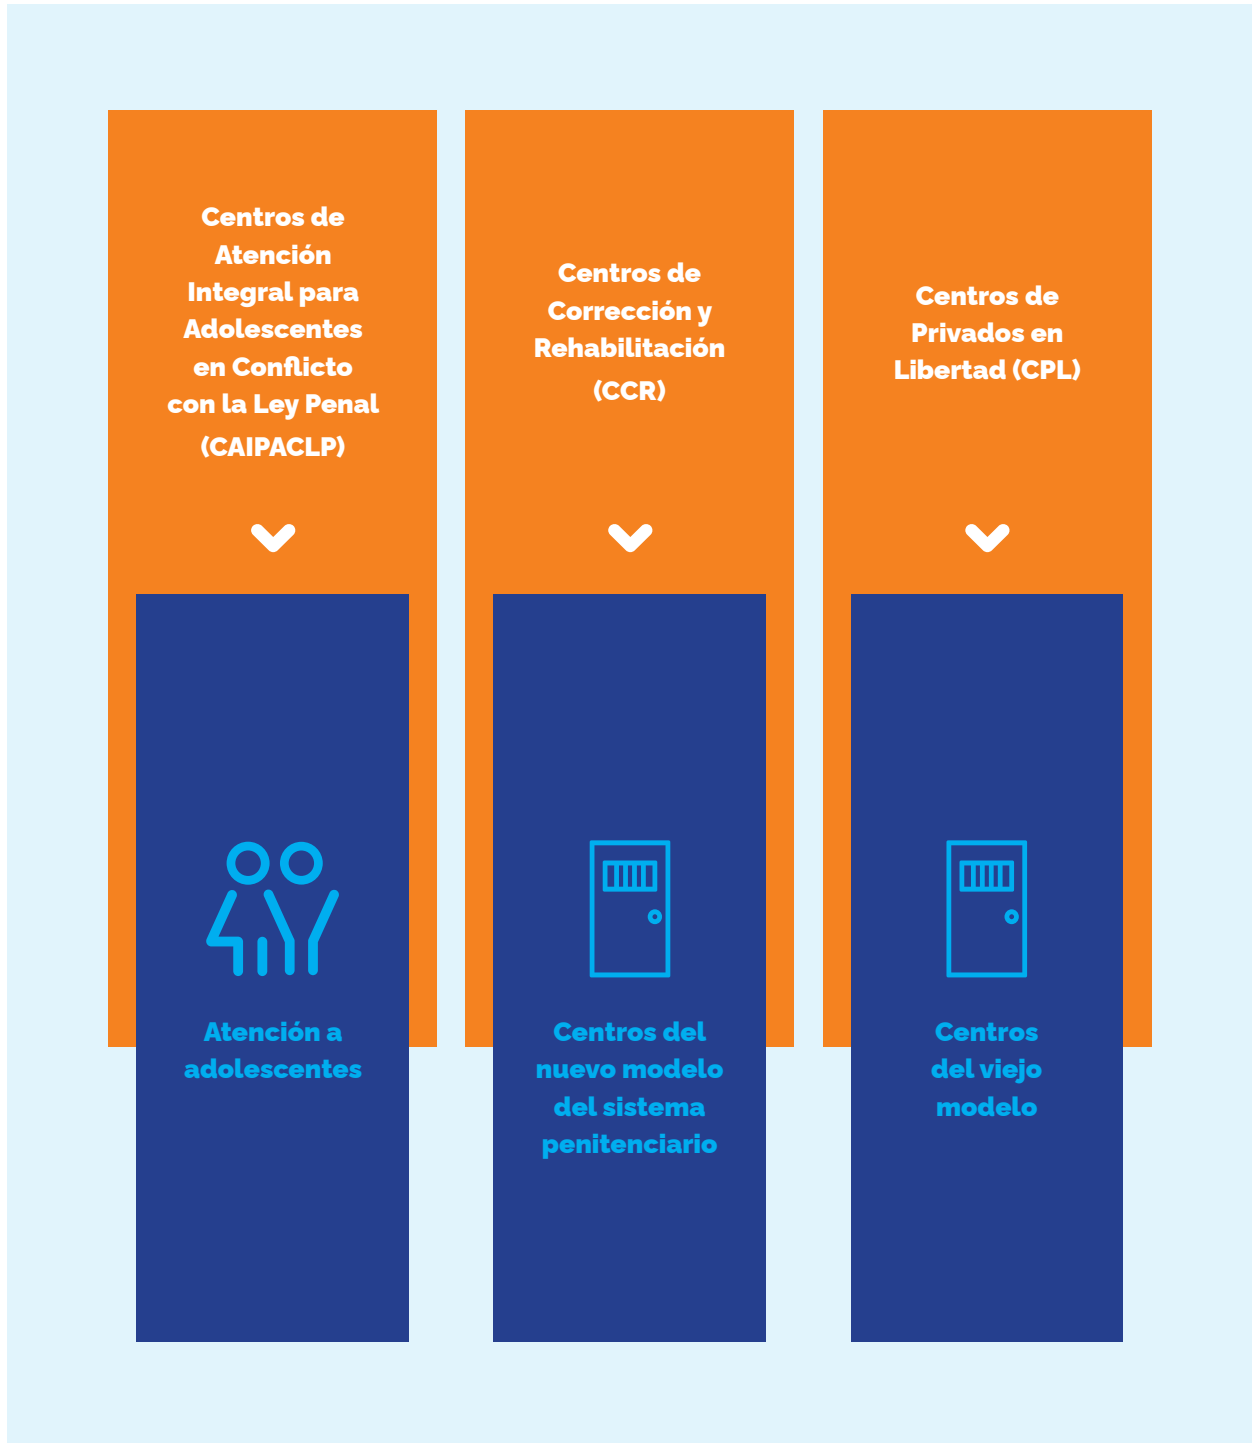 Centros de
Atención
Integral para
Adolescentes
en Conflicto
con la Ley Penal
(CAIPACLP)
Atención a
adolescentes
Centros de
Corrección y
Rehabilitación
(CCR)
Centros del
nuevo modelo
del sistema
penitenciario
Centros de
Privados en
Libertad (CPL)
Centros
del viejo
modelo